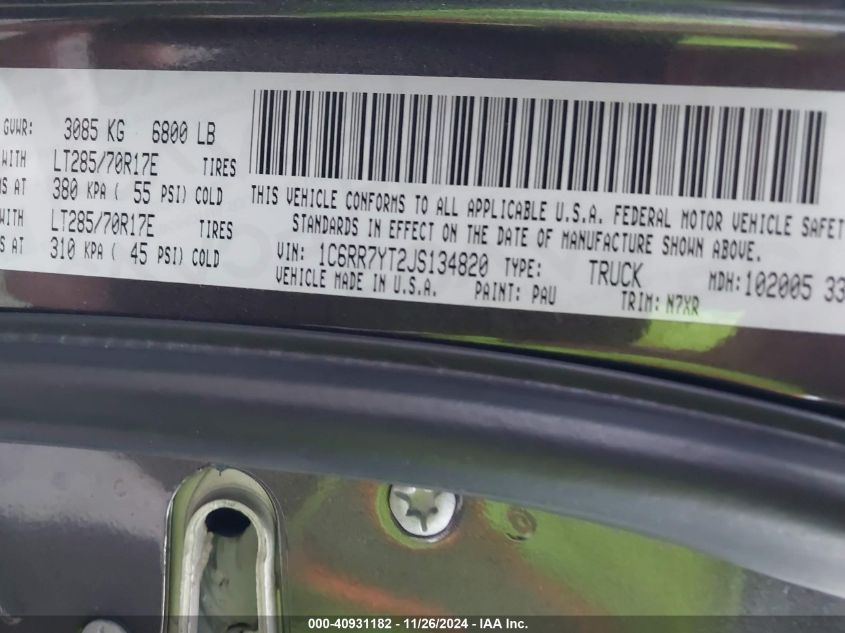 GVWR: 3085 KG 6800 LB
WITH LT285/70R17E TIRES
AT 380 KPA ( 55 PSI) COLD
WITH LT285/70R17E TIRES
AT 310 KPA ( 45 PSI) COLD
THIS VEHICLE CONFORMS TO ALL APPLICABLE U.S.A. FEDERAL MOTOR VEHICLE SAFET
STANDARDS IN EFFECT ON THE DATE OF MANUFACTURE SHOWN ABOVE.
VIN: 1C6RR7YT2JS134820 TYPE: TRUCK MDH:102005 33
VEHICLE MADE IN U.S.A. PAINT: PAU TRIM: N7XR
000-40931182 - 11/26/2024 - IAA Inc.